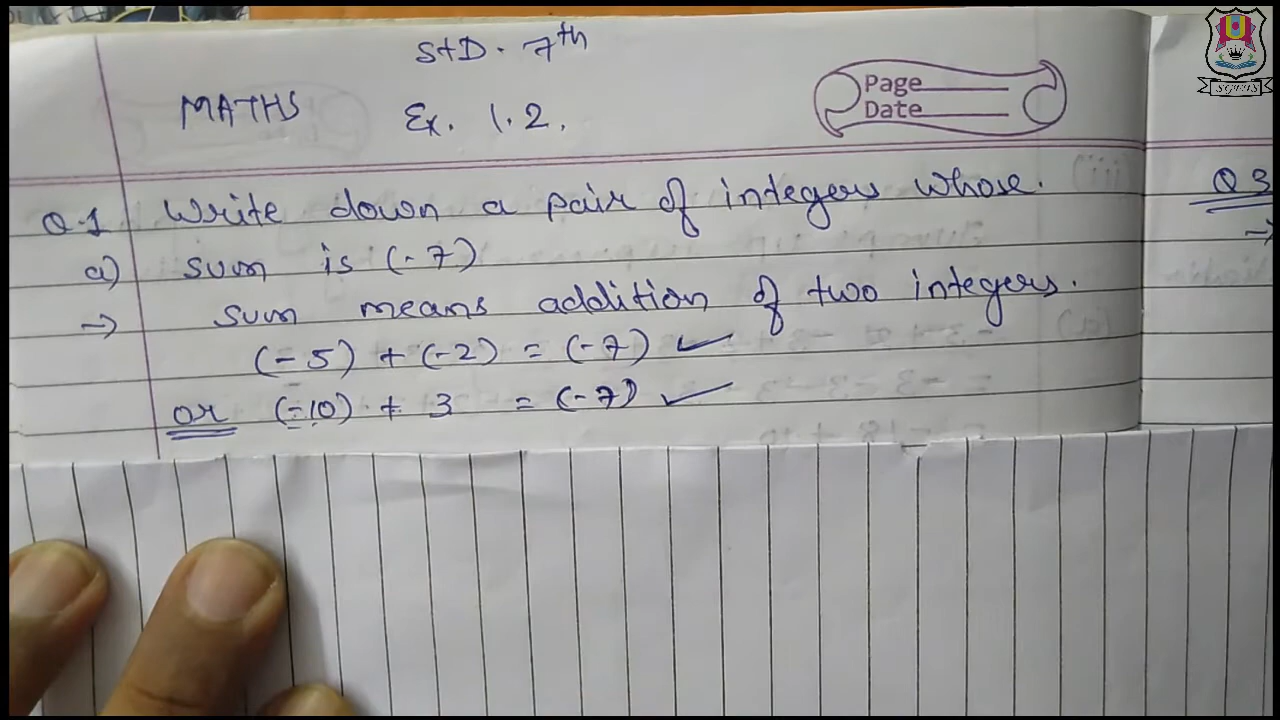 StD. 7th
MATHS Ex. 1.2.
Page
Date
Q.1 Write down a pair of integers whose.
a) sum is (-7)
→ sum means addition of two integers.
(-5) + (-2) = (-7) ✓
or (-10) + 3 = (-7) ✓
Q3
→